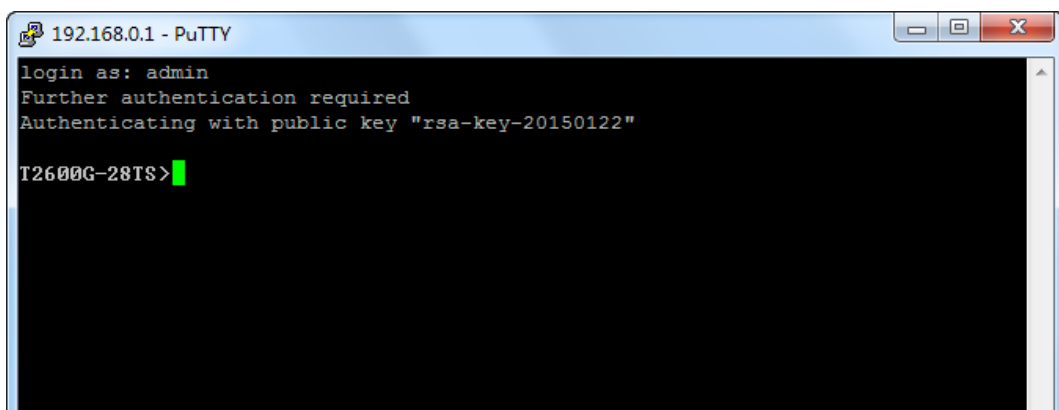 192.168.0.1 - PuTTY
login as: admin
Further authentication required
Authenticating with public key "rsa-key-20150122"
T2600G-28TS>